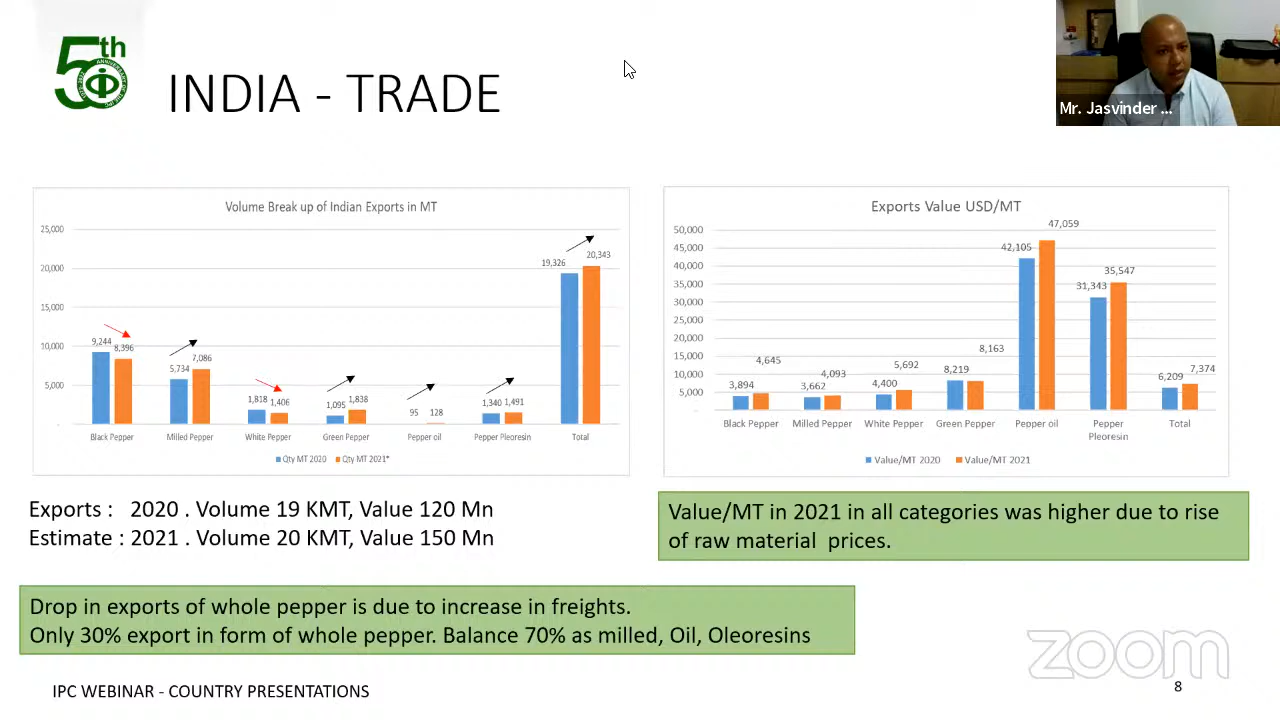 5th
ANNIVERSARY OF THE IPC
INDIA - TRADE
Mr. Jasvinder ...
Volume Break up of Indian Exports in MT
25,000
20,000
15,000
10,000
5,000
-
9,244 8,396
5,734 7,086
1,818 1,406
1,095 1,838
95 128
1,340 1,491
19,326 20,343
Black Pepper Milled Pepper White Pepper Green Pepper Pepper oil Pepper Pleoresin Total
Qty MT 2020 Qty MT 2021*
Exports Value USD/MT
50,000
45,000
40,000
35,000
30,000
25,000
20,000
15,000
10,000
5,000
-
3,894 4,645
3,662 4,093
4,400 5,692
8,219 8,163
42,105 47,059
31,343 35,547
6,209 7,374
Black Pepper Milled Pepper White Pepper Green Pepper Pepper oil Pepper Pleoresin Total
Value/MT 2020 Value/MT 2021
Exports : 2020 . Volume 19 KMT, Value 120 Mn
Estimate : 2021 . Volume 20 KMT, Value 150 Mn
Value/MT in 2021 in all categories was higher due to rise
of raw material prices.
Drop in exports of whole pepper is due to increase in freights.
Only 30% export in form of whole pepper. Balance 70% as milled, Oil, Oleoresins
zoom
IPC WEBINAR - COUNTRY PRESENTATIONS
8